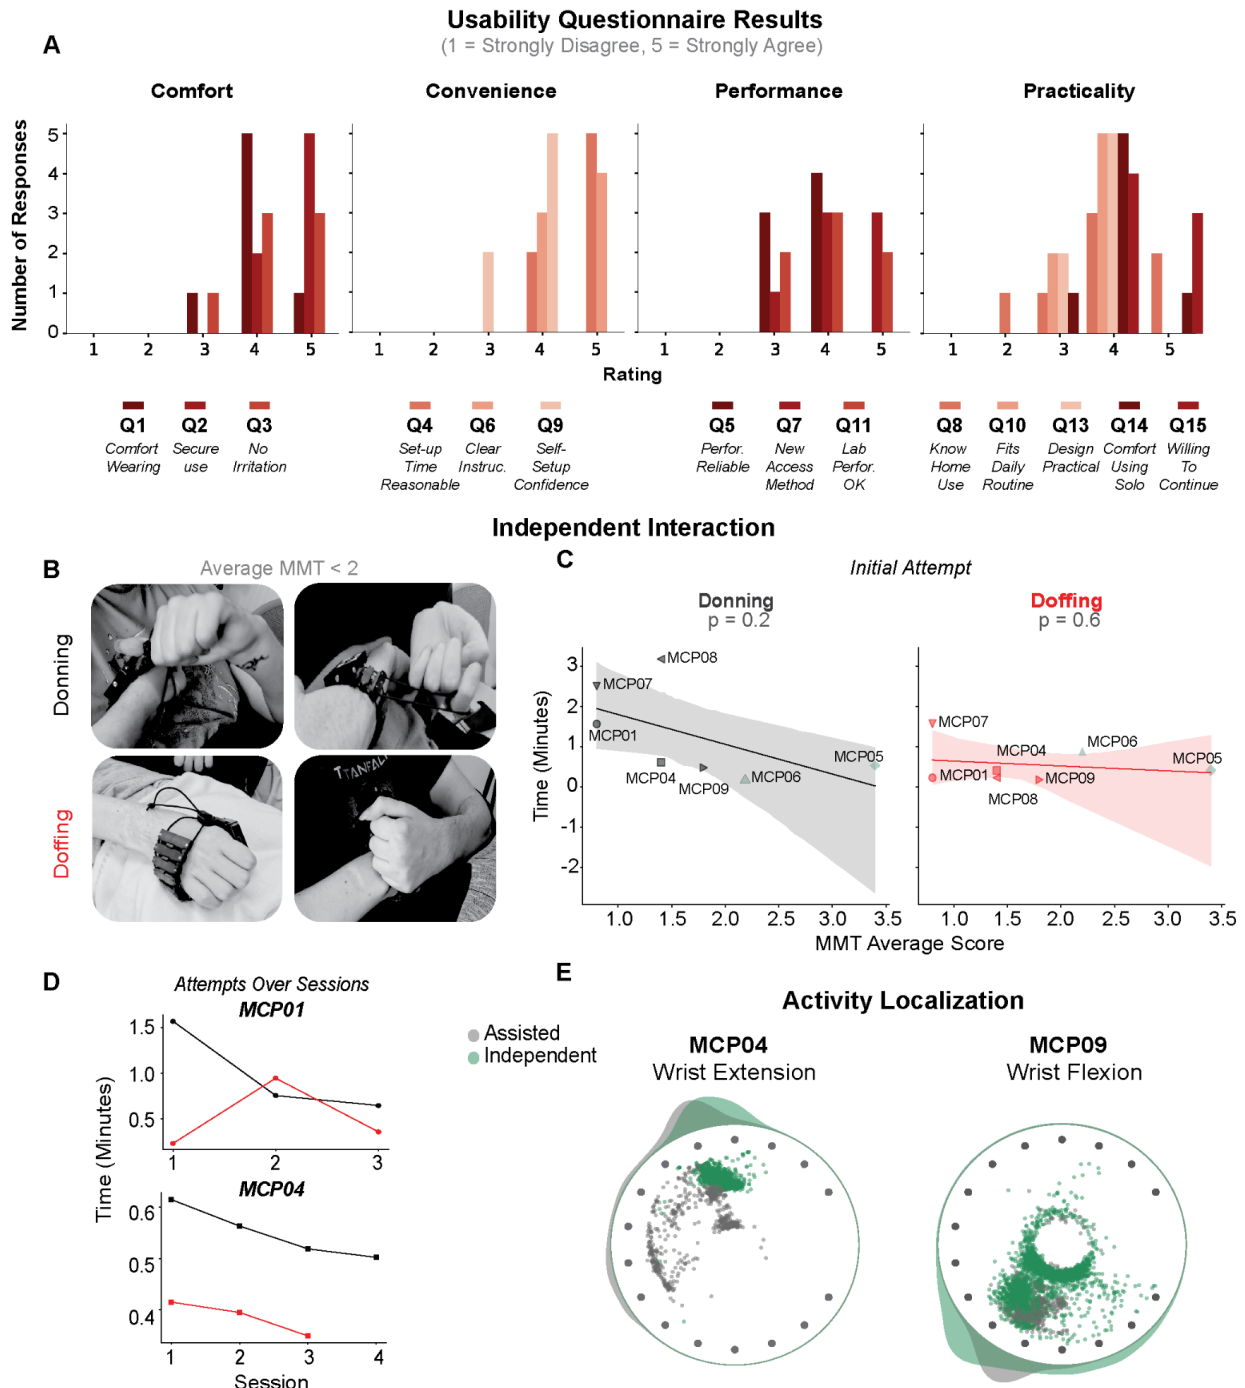 Usability Questionnaire Results
A
(1 = Strongly Disagree, 5 = Strongly Agree)
Comfort
Convenience
Performance
Practicality
Number of Responses
5
4
3
2
1
0
1 2 3 4 5
1 2 3 4 5
1 2 3 4 5
1 2 3 4 5
Rating
Q1
Comfort
Wearing
Q2
Secure
use
Q3
No
Irritation
Q4
Set-up
Time
Reasonable
Q6
Clear
Instruc.
Q9
Self-
Setup
Confidence
Q5
Perfor.
Reliable
Q7
New
Access
Method
Q11
Lab
Perfor.
OK
Q8
Know
Home
Use
Q10
Fits
Daily
Routine
Q13
Design
Practical
Q14
Comfort
Using
Solo
Q15
Willing
To
Continue
Independent Interaction
B
Average MMT < 2
Donning
Doffing
TITANFALL
C
Initial Attempt
Donning
p = 0.2
Doffing
p = 0.6
Time (Minutes)
3
2
1
0
-1
-2
MCP08
MCP07
MCP01
MCP04
MCP09
MCP06
MCP05
1.0 1.5 2.0 2.5 3.0 3.5
MCP07
MCP04
MCP06
MCP05
MCP01
MCP09
MCP08
1.0 1.5 2.0 2.5 3.0 3.5
MMT Average Score
D
Attempts Over Sessions
MCP01
Time (Minutes)
1.5
1.0
0.5
1 2 3
MCP04
0.6
0.5
0.4
1 2 3 4
Session
E
Activity Localization
Assisted
Independent
MCP04
Wrist Extension
MCP09
Wrist Flexion